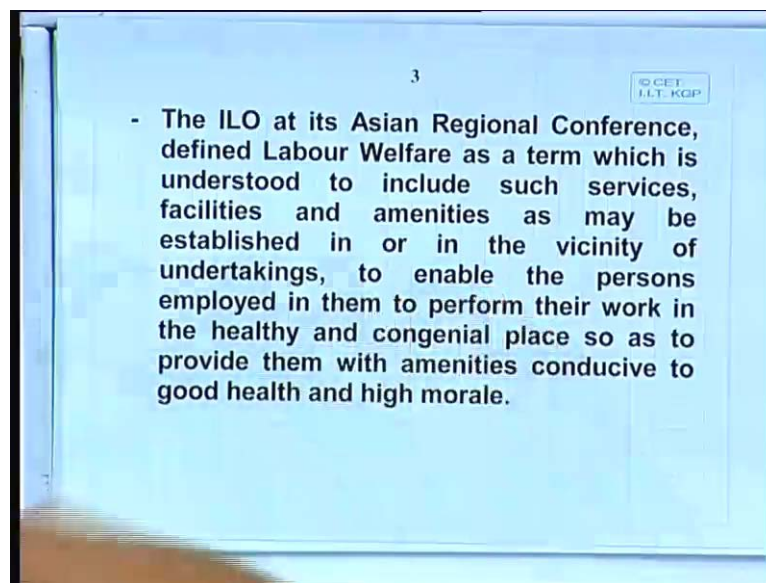 3
© CET
I.I.T. KGP
- The ILO at its Asian Regional Conference,
defined Labour Welfare as a term which is
understood to include such services,
facilities and amenities as may be
established in or in the vicinity of
undertakings, to enable the persons
employed in them to perform their work in
the healthy and congenial place so as to
provide them with amenities conducive to
good health and high morale.